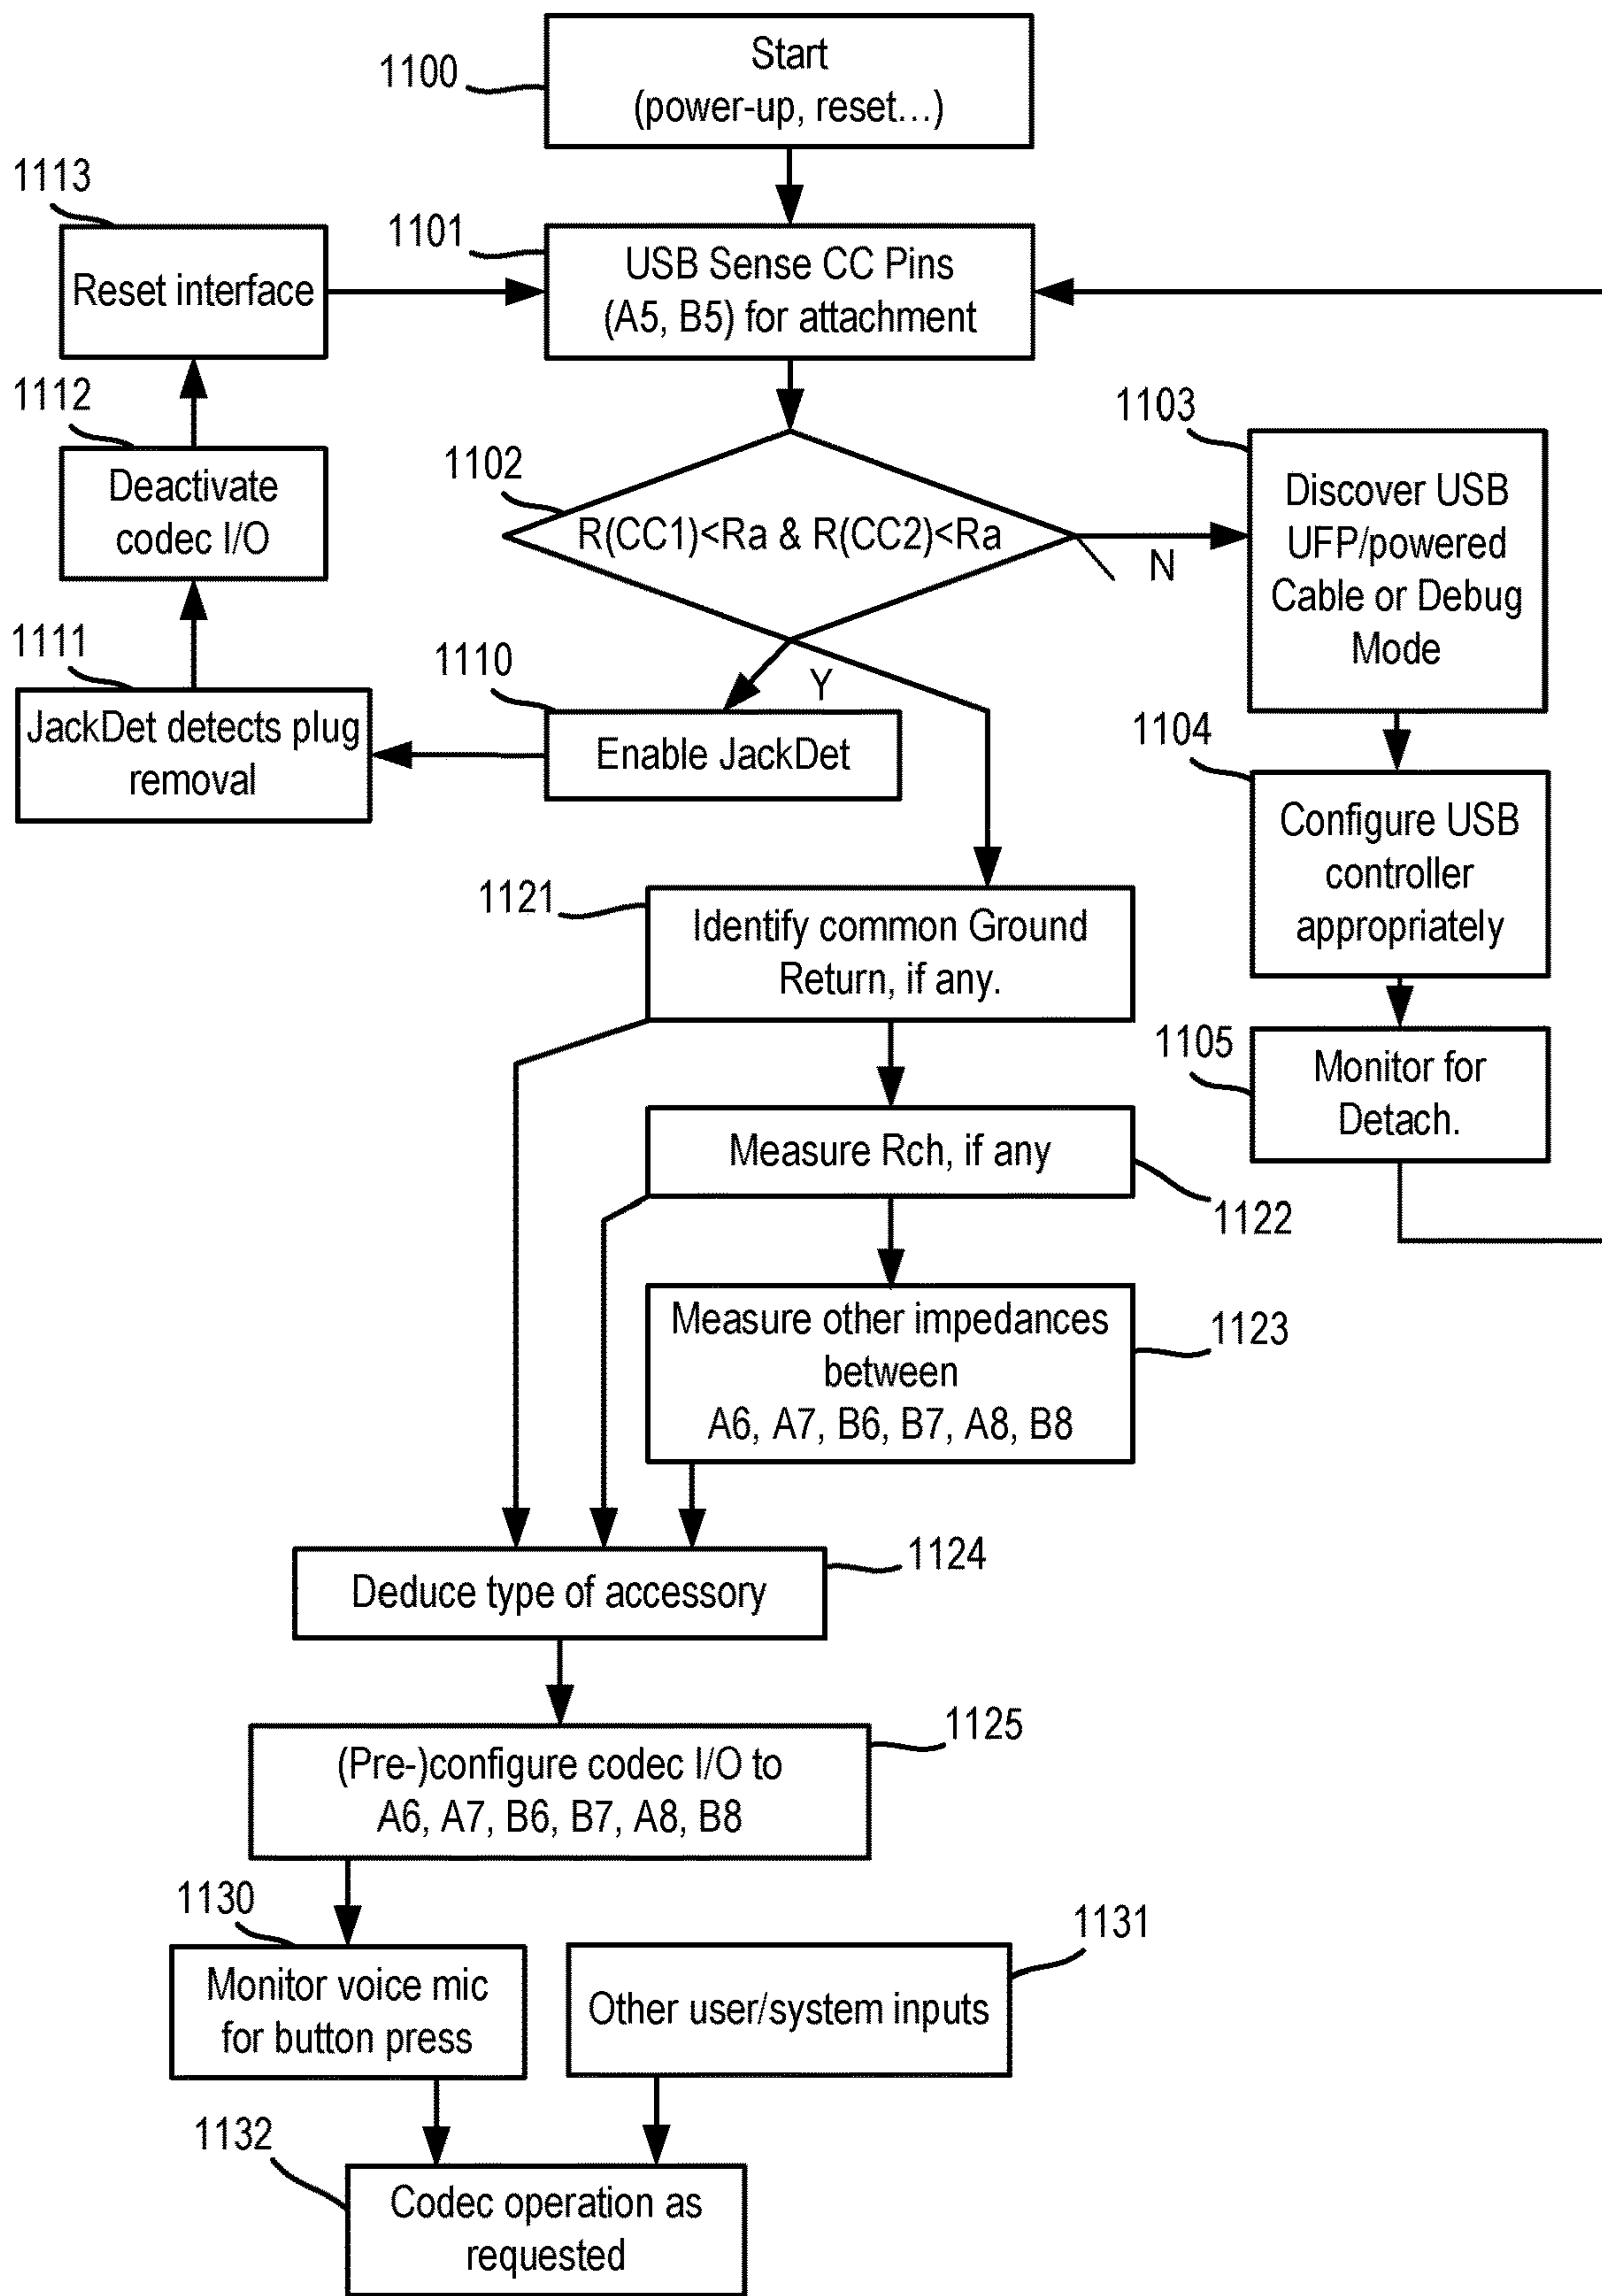 1100
Start
(power-up, reset...)
1113
Reset interface
1101
USB Sense CC Pins
(A5, B5) for attachment
1112
Deactivate
codec I/O
1102
R(CC1)<Ra & R(CC2)<Ra
N
1103
Discover USB
UFP/powered
Cable or Debug
Mode
1111
JackDet detects plug
removal
1110
Y
Enable JackDet
1104
Configure USB
controller
appropriately
1121
Identify common Ground
Return, if any.
1105
Monitor for
Detach.
Measure Rch, if any
1122
Measure other impedances
between
A6, A7, B6, B7, A8, B8
1123
Deduce type of accessory
1124
(Pre-)configure codec I/O to
A6, A7, B6, B7, A8, B8
1125
1130
Monitor voice mic
for button press
1131
Other user/system inputs
1132
Codec operation as
requested